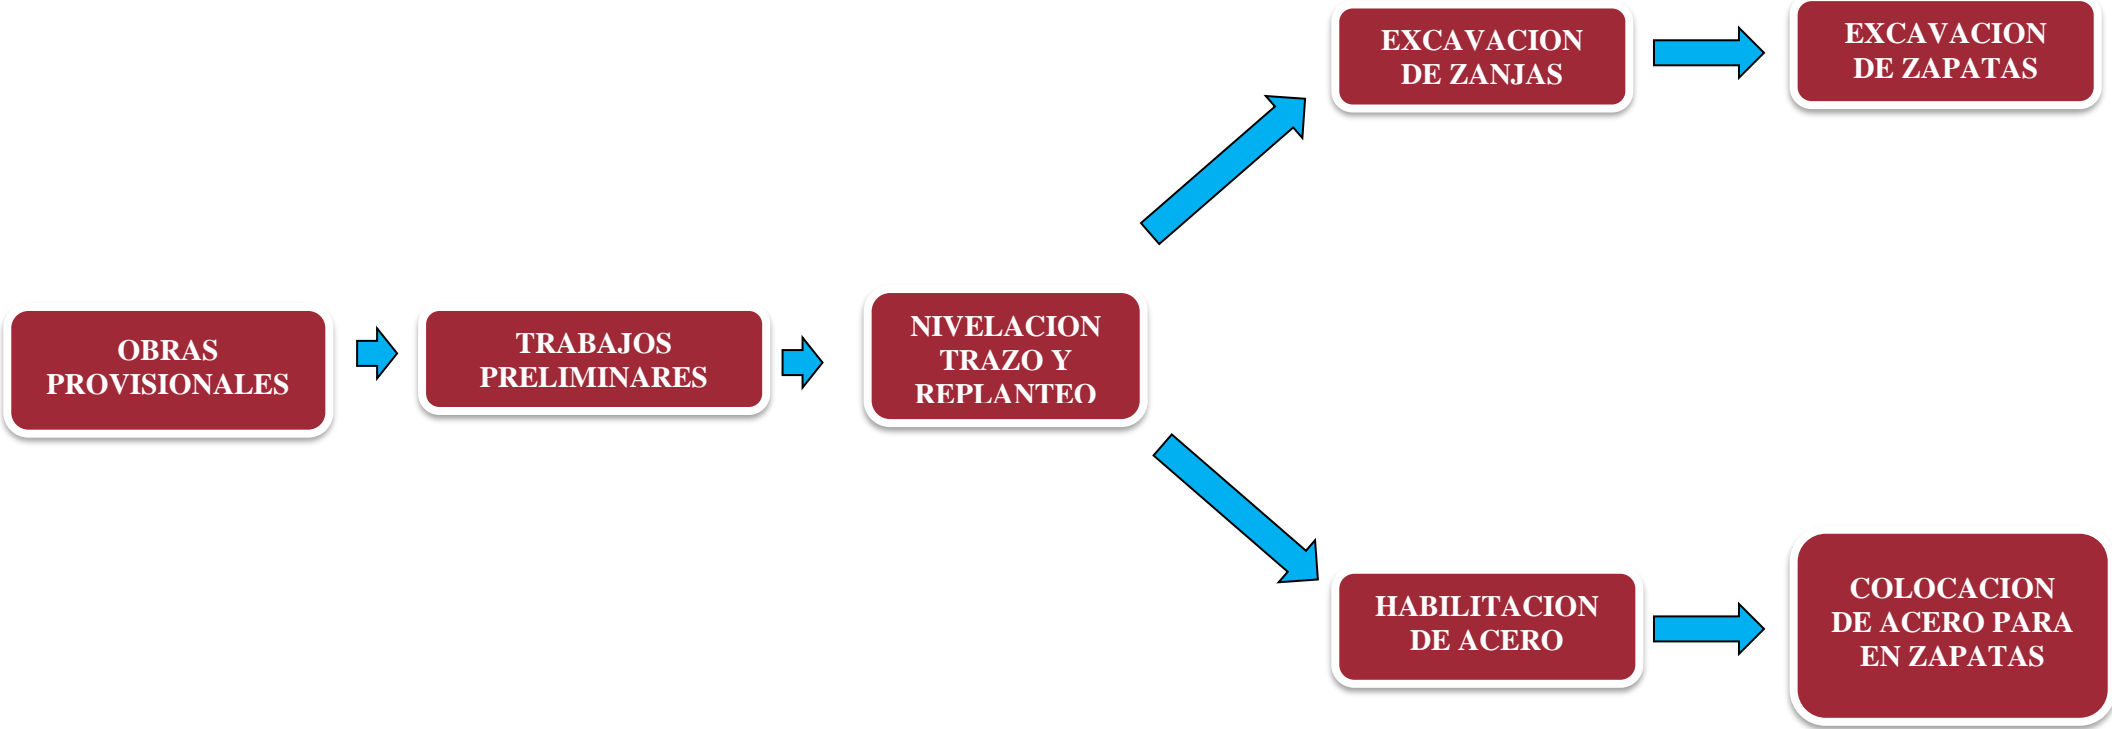 OBRAS
PROVISIONALES
TRABAJOS
PRELIMINARES
NIVELACION
TRAZO Y
REPLANTEO
EXCAVACION
DE ZANJAS
EXCAVACION
DE ZAPATAS
HABILITACION
DE ACERO
COLOCACION
DE ACERO PARA
EN ZAPATAS